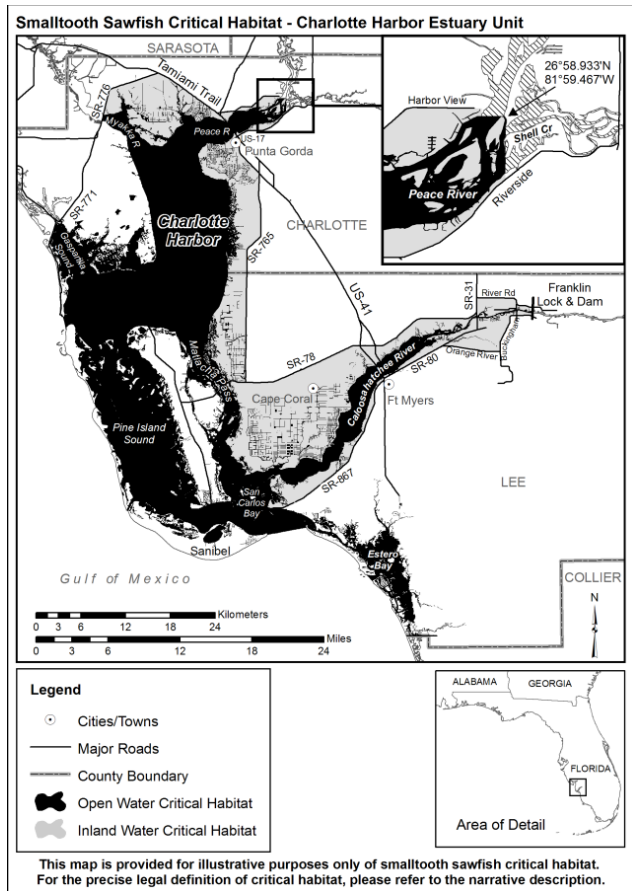 Smalltooth Sawfish Critical Habitat - Charlotte Harbor Estuary Unit
SARASOTA
Tamiami Trail
SR-776
Myakka R
Peace R
US-17
Punta Gorda
SR-771
Gasparilla
Sound
Charlotte
Harbor
CHARLOTTE
SR-765
US-41
26°58.933'N
81°59.467'W
Harbor View
Shell Cr
Peace River
Riverside
SR-31
River Rd
Franklin
Lock & Dam
Buckingham
Orange River
SR-80
SR-78
Matlacha Pass
Cape Coral
Caloosahatchee River
Ft Myers
Pine Island
Sound
SR-867
San
Carlos
Bay
LEE
Sanibel
Estero
Bay
Gulf of Mexico
COLLIER
N
Kilometers
0 3 6 12 18 24
Miles
0 3 6 12 18 24
Legend
Cities/Towns
Major Roads
County Boundary
Open Water Critical Habitat
Inland Water Critical Habitat
ALABAMA
GEORGIA
FLORIDA
Area of Detail
This map is provided for illustrative purposes only of smalltooth sawfish critical habitat.
For the precise legal definition of critical habitat, please refer to the narrative description.